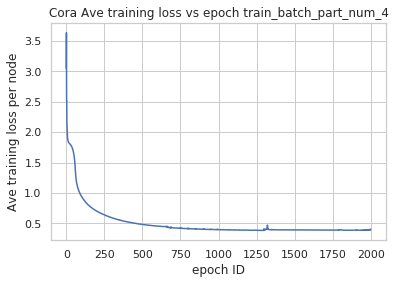 Cora Ave training loss vs epoch train_batch_part_num_4
Ave training loss per node
3.5
3.0
2.5
2.0
1.5
1.0
0.5
0 250 500 750 1000 1250 1500 1750 2000
epoch ID